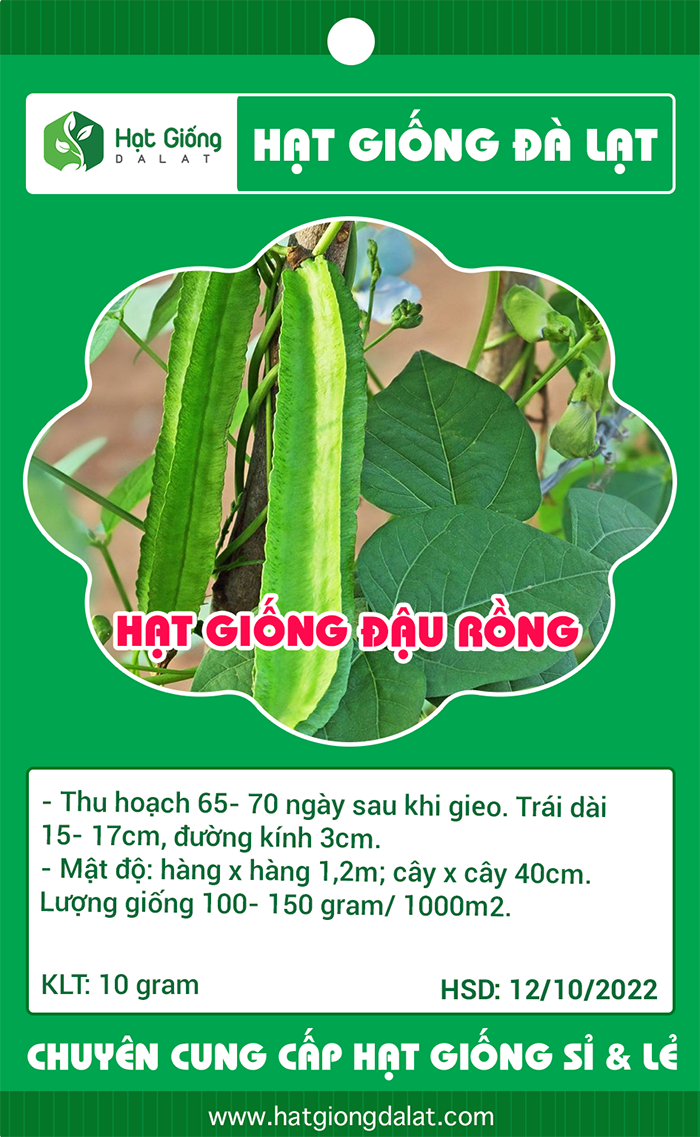 Hạt Giống
DALAT
HẠT GIỐNG ĐÀ LẠT
HẠT GIỐNG ĐẬU RỒNG
- Thu hoạch 65- 70 ngày sau khi gieo. Trái dài
15- 17cm, đường kính 3cm.
- Mật độ: hàng x hàng 1,2m; cây x cây 40cm.
Lượng giống 100- 150 gram/ 1000m2.
KLT: 10 gram
HSD: 12/10/2022
CHUYÊN CUNG CẤP HẠT GIỐNG SỈ & LẺ
www.hatgiongdalat.com